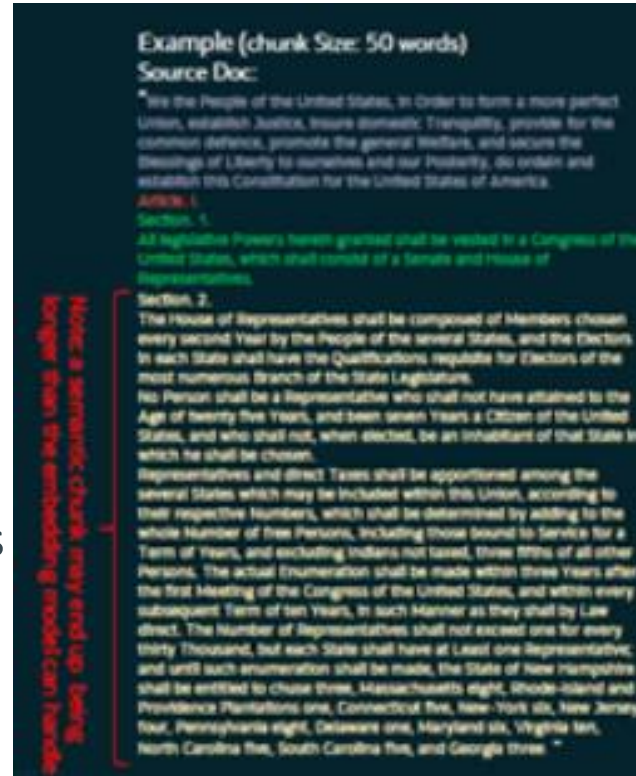 Example (chunk Size: 50 words)
Source Doc:
"We the People of the United States, in Order to form a more perfect
Union, establish Justice, insure domestic Tranquility, provide for the
common defence, promote the general Welfare, and secure the
Blessings of Liberty to ourselves and our Posterity, do ordain and
establish this Constitution for the United States of America.
Article. I.
Section. 1.
All legislative Powers herein granted shall be vested in a Congress of the
United States, which shall consist of a Senate and House of
Representatives.
Section. 2.
The House of Representatives shall be composed of Members chosen
every second Year by the People of the several States, and the Electors
in each State shall have the Qualifications requisite for Electors of the
most numerous Branch of the State Legislature.
No Person shall be a Representative who shall not have attained to the
Age of twenty five Years, and been seven Years a Citizen of the United
States, and who shall not, when elected, be an Inhabitant of that State in
which he shall be chosen.
Representatives and direct Taxes shall be apportioned among the
several States which may be included within this Union, according to
their respective Numbers, which shall be determined by adding to the
whole Number of free Persons, including those bound to Service for a
Term of Years, and excluding Indians not taxed, three fifths of all other
Persons. The actual Enumeration shall be made within three Years after
the first Meeting of the Congress of the United States, and within every
subsequent Term of ten Years, in such Manner as they shall by Law
direct. The Number of Representatives shall not exceed one for every
thirty Thousand, but each State shall have at Least one Representative;
and until such enumeration shall be made, the State of New Hampshire
shall be entitled to chuse three, Massachusetts eight, Rhode-Island and
Providence Plantations one, Connecticut five, New-York six, New Jersey
four, Pennsylvania eight, Delaware one, Maryland six, Virginia ten,
North Carolina five, South Carolina five, and Georgia three. "
Note: a semantic chunk may end up being
longer than the embedding model can handle
s